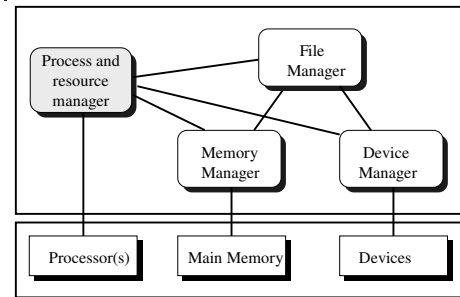 Process and
resource
manager
File
Manager
Memory
Manager
Device
Manager
Processor(s)
Main Memory
Devices